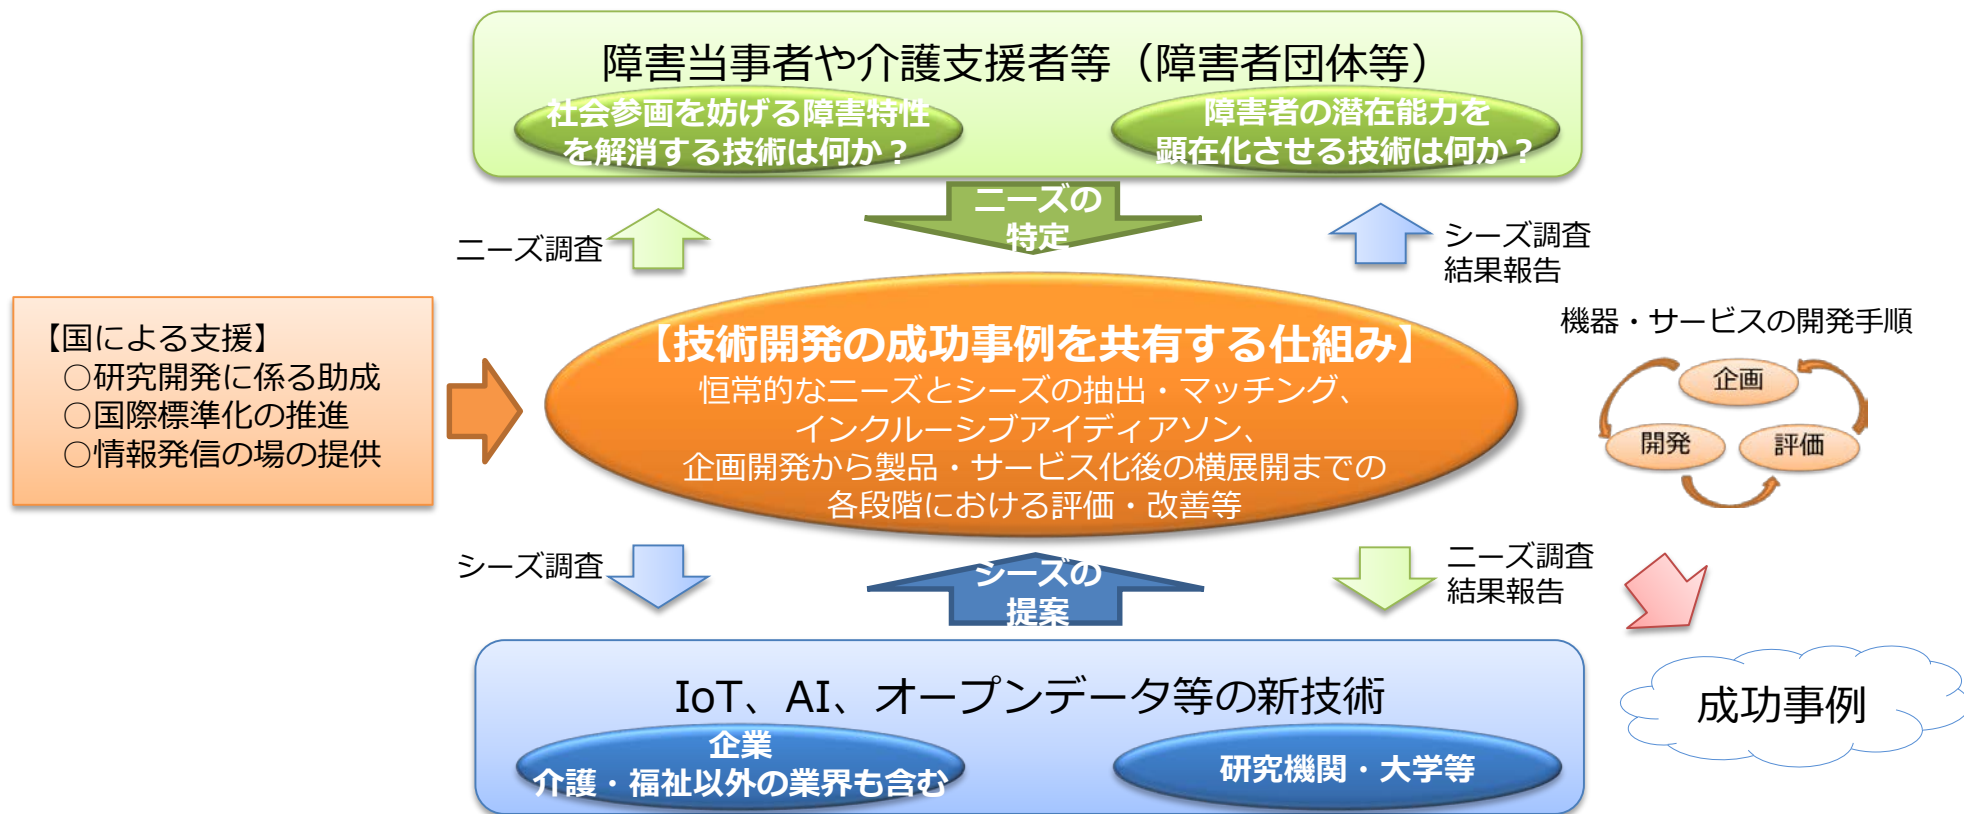 障害当事者や介護支援者等（障害者団体等）
社会参画を妨げる障害特性
を解消する技術は何か？
障害者の潜在能力を
顕在化させる技術は何か？
ニーズの
特定
ニーズ調査
シーズ調査
結果報告
【国による支援】
○研究開発に係る助成
○国際標準化の推進
○情報発信の場の提供
【技術開発の成功事例を共有する仕組み】
恒常的なニーズとシーズの抽出・マッチング、
インクルーシブアイディアソン、
企画開発から製品・サービス化後の横展開までの
各段階における評価・改善等
機器・サービスの開発手順
企画
開発
評価
シーズ調査
シーズの
提案
ニーズ調査
結果報告
IoT、AI、オープンデータ等の新技術
企業
介護・福祉以外の業界も含む
研究機関・大学等
成功事例